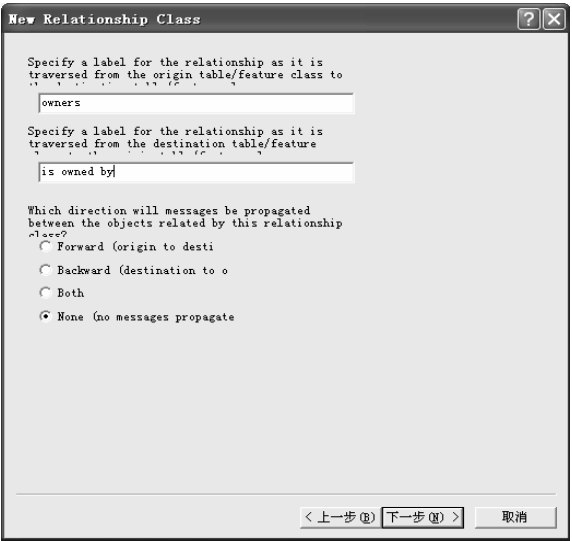 New Relationship Class
Specify a label for the relationship as it is
traversed from the origin table/feature class to
owners
Specify a label for the relationship as it is
traversed from the destination table/feature
is owned by
Which direction will messages be propagated
between the objects related by this relationship
class?
Forward (origin to desti
Backward (destination to o
Both
None (no messages propagate
< 上一步(B)
下一步(N) >
取消